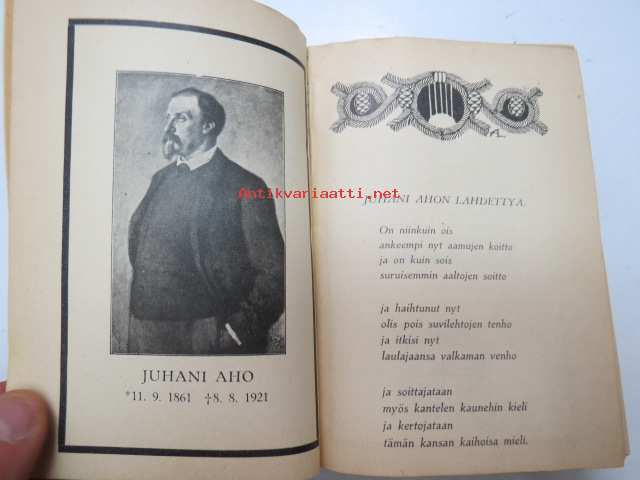 JUHANI AHO
*11. 9. 1861 †8. 8. 1921
Antikvariaatti.net
AL
JUHANI AHON LÄHDETTYÄ.
On niinkuin ois
ankeempi nyt aamujen koitto
ja on kuin sois
suruisemmin aaltojen soitto
ja haihtunut nyt
olis pois suvilehtojen tenho
ja itkisi nyt
laulajaansa valkaman venho
ja soittajataan
myös kantelen kaunehin kieli
ja kertojataan
tämän kansan kaihoisa mieli.